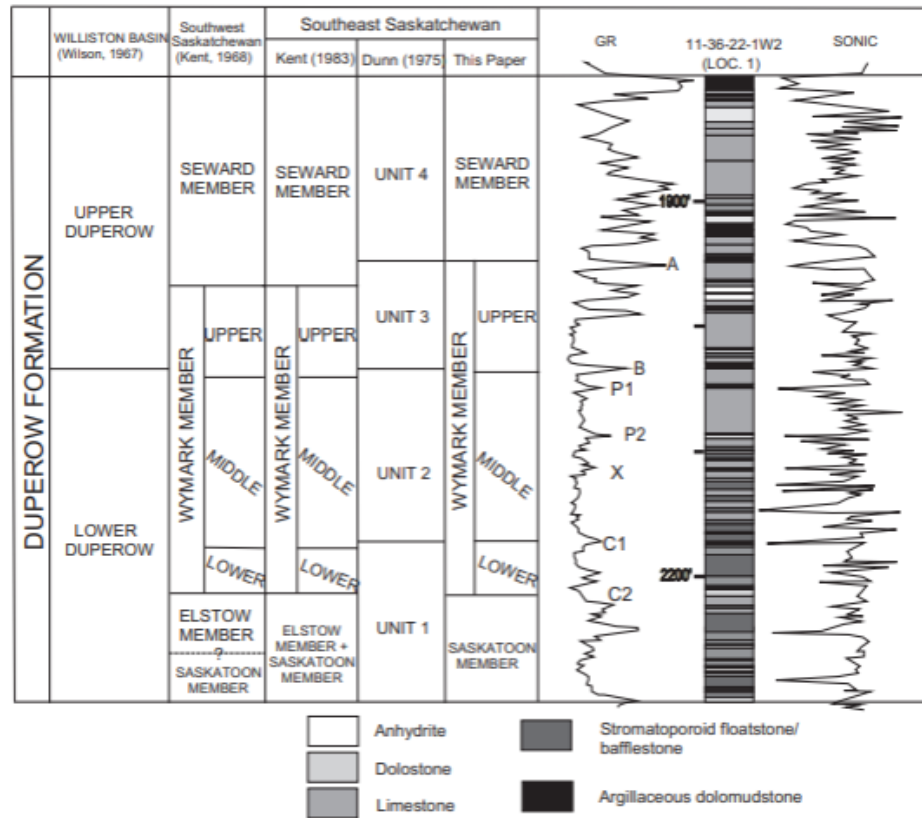 Southeast Saskatchewan
WILLISTON BASIN
(Wilson, 1967)
Southwest
Saskatchewan
(Kent, 1968)
Kent (1983)
Dunn (1975)
This Paper
GR
11-36-22-1W2
(LOC. 1)
SONIC
DUPEROW FORMATION
UPPER
DUPEROW
LOWER
DUPEROW
SEWARD
MEMBER
WYMARK MEMBER
UPPER
MIDDLE
LOWER
ELSTOW
MEMBER
?
SASKATOON
MEMBER
SEWARD
MEMBER
WYMARK MEMBER
UPPER
MIDDLE
LOWER
ELSTOW
MEMBER +
SASKATOON
MEMBER
UNIT 4
UNIT 3
UNIT 2
UNIT 1
SEWARD
MEMBER
WYMARK MEMBER
UPPER
MIDDLE
LOWER
SASKATOON
MEMBER
A
B
P1
P2
X
C1
C2
1900'
2200'
Anhydrite
Dolostone
Limestone
Stromatoporoid floatstone/
bafflestone
Argillaceous dolomudstone